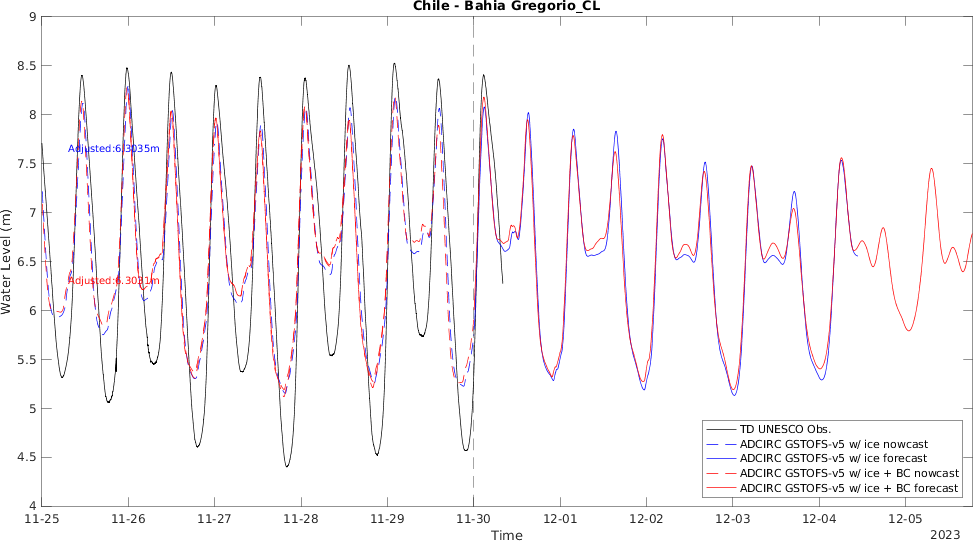 Chile - Bahia Gregorio_CL
9
8.5
8
7.5
7
6.5
6
5.5
5
4.5
4
Water Level (m)
Adjusted:6.3035m
Adjusted:6.3031m
TD UNESCO Obs.
ADCIRC GSTOFS-v5 w/ ice nowcast
ADCIRC GSTOFS-v5 w/ ice forecast
ADCIRC GSTOFS-v5 w/ ice + BC nowcast
ADCIRC GSTOFS-v5 w/ ice + BC forecast
11-25 11-26 11-27 11-28 11-29 11-30 12-01 12-02 12-03 12-04 12-05
Time
2023